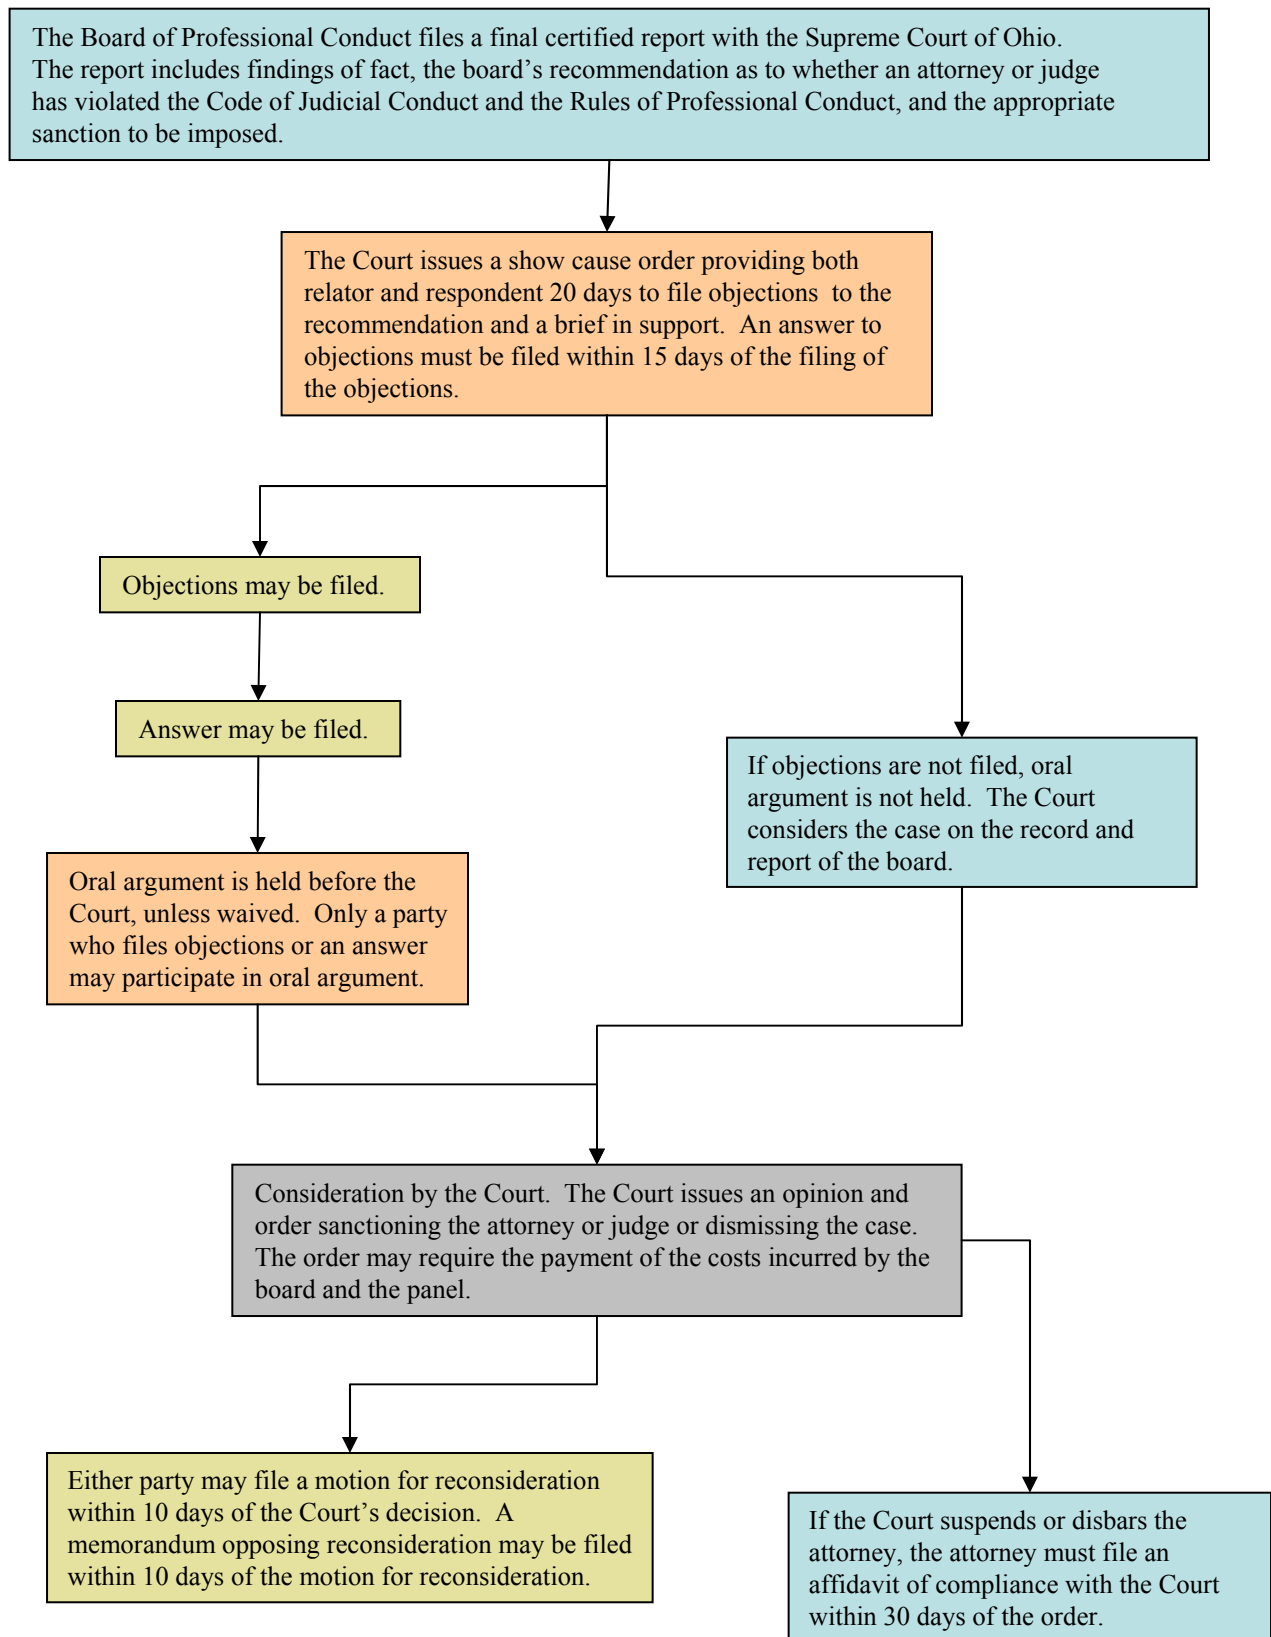 The Board of Professional Conduct files a final certified report with the Supreme Court of Ohio.
The report includes findings of fact, the board's recommendation as to whether an attorney or judge
has violated the Code of Judicial Conduct and the Rules of Professional Conduct, and the appropriate
sanction to be imposed.
The Court issues a show cause order providing both
relator and respondent 20 days to file objections  to the
recommendation and a brief in support.  An answer to
objections must be filed within 15 days of the filing of
the objections.
Objections may be filed.
Answer may be filed.
If objections are not filed, oral
argument is not held.  The Court
considers the case on the record and
report of the board.
Oral argument is held before the
Court, unless waived.  Only a party
who files objections or an answer
may participate in oral argument.
Consideration by the Court.  The Court issues an opinion and
order sanctioning the attorney or judge or dismissing the case.
The order may require the payment of the costs incurred by the
board and the panel.
Either party may file a motion for reconsideration
within 10 days of the Court's decision.  A
memorandum opposing reconsideration may be filed
within 10 days of the motion for reconsideration.
If the Court suspends or disbars the
attorney, the attorney must file an
affidavit of compliance with the Court
within 30 days of the order.